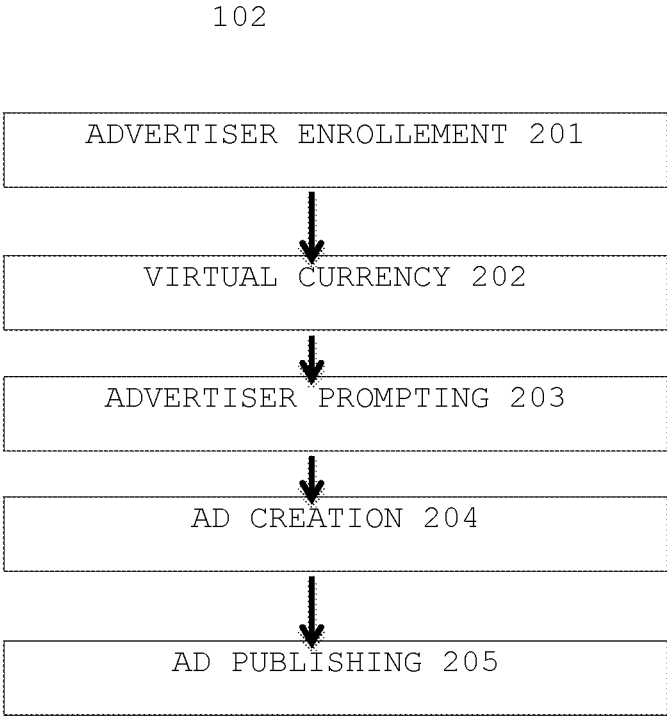 102
ADVERTISER ENROLLEMENT 201
VIRTUAL CURRENCY 202
ADVERTISER PROMPTING 203
AD CREATION 204
AD PUBLISHING 205